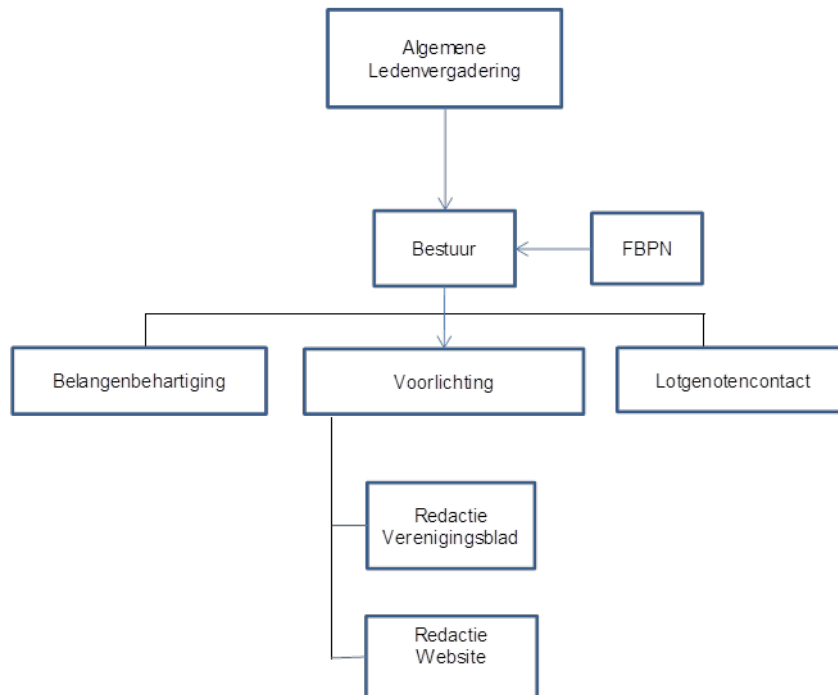 Algemene
Ledenvergadering
Bestuur
FBPN
Belangenbehartiging
Voorlichting
Lotgenotencontact
Redactie
Verenigingsblad
Redactie
Website